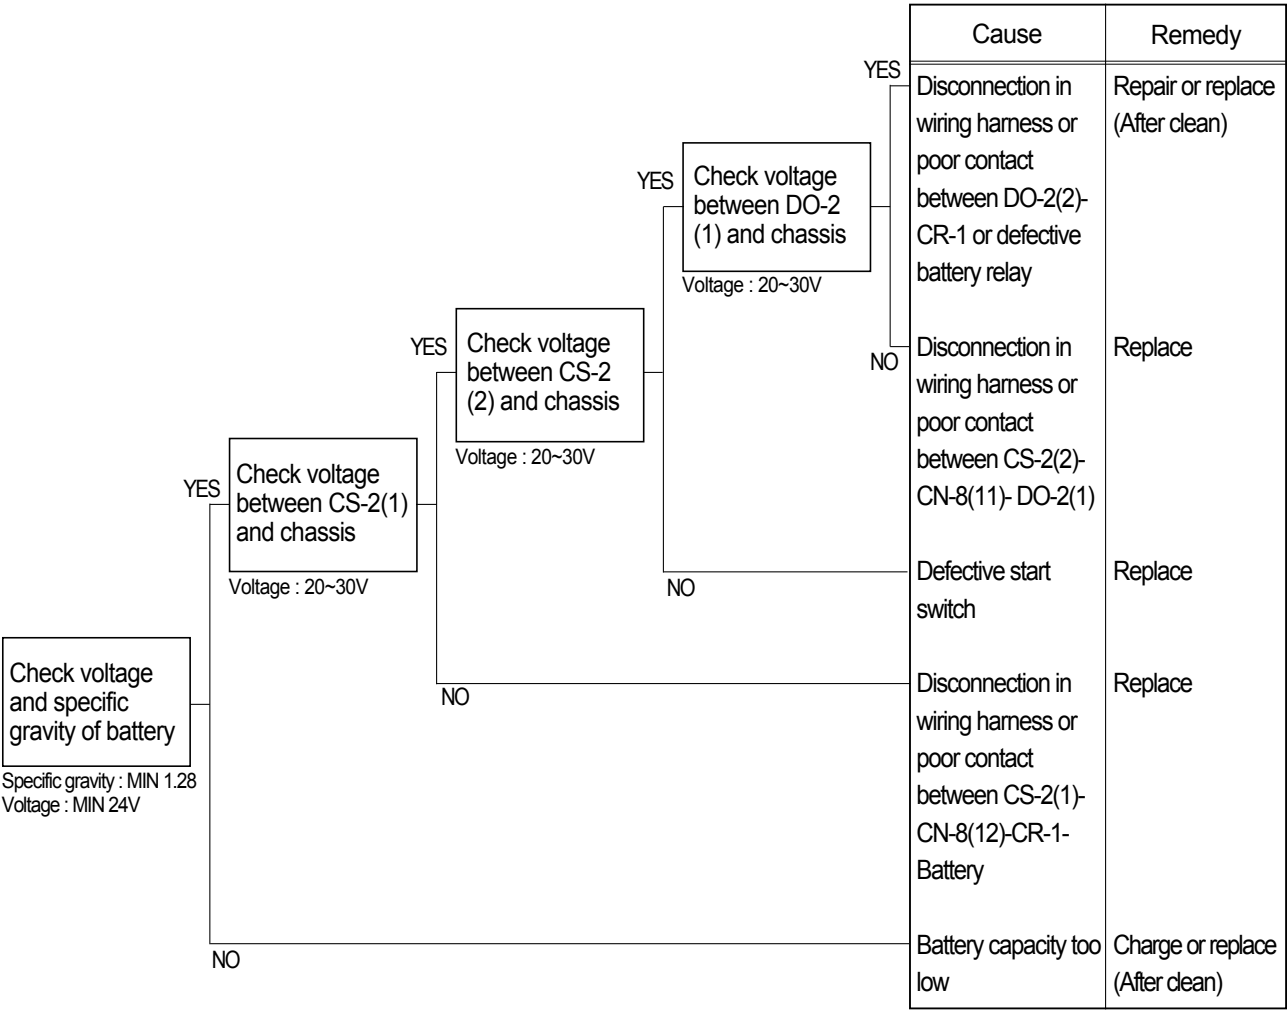 Cause
Remedy
YES
Disconnection in
wiring harness or
poor contact
between DO-2(2)-
CR-1 or defective
battery relay
Repair or replace
(After clean)
YES
Check voltage
between DO-2
(1) and chassis
Voltage : 20~30V
NO
Disconnection in
wiring harness or
poor contact
between CS-2(2)-
CN-8(11)- DO-2(1)
Replace
YES
Check voltage
between CS-2
(2) and chassis
Voltage : 20~30V
NO
Defective start
switch
Replace
YES
Check voltage
between CS-2(1)
and chassis
Voltage : 20~30V
NO
Disconnection in
wiring harness or
poor contact
between CS-2(1)-
CN-8(12)-CR-1-
Battery
Replace
Check voltage
and specific
gravity of battery
Specific gravity : MIN 1.28
Voltage : MIN 24V
NO
Battery capacity too
low
Charge or replace
(After clean)